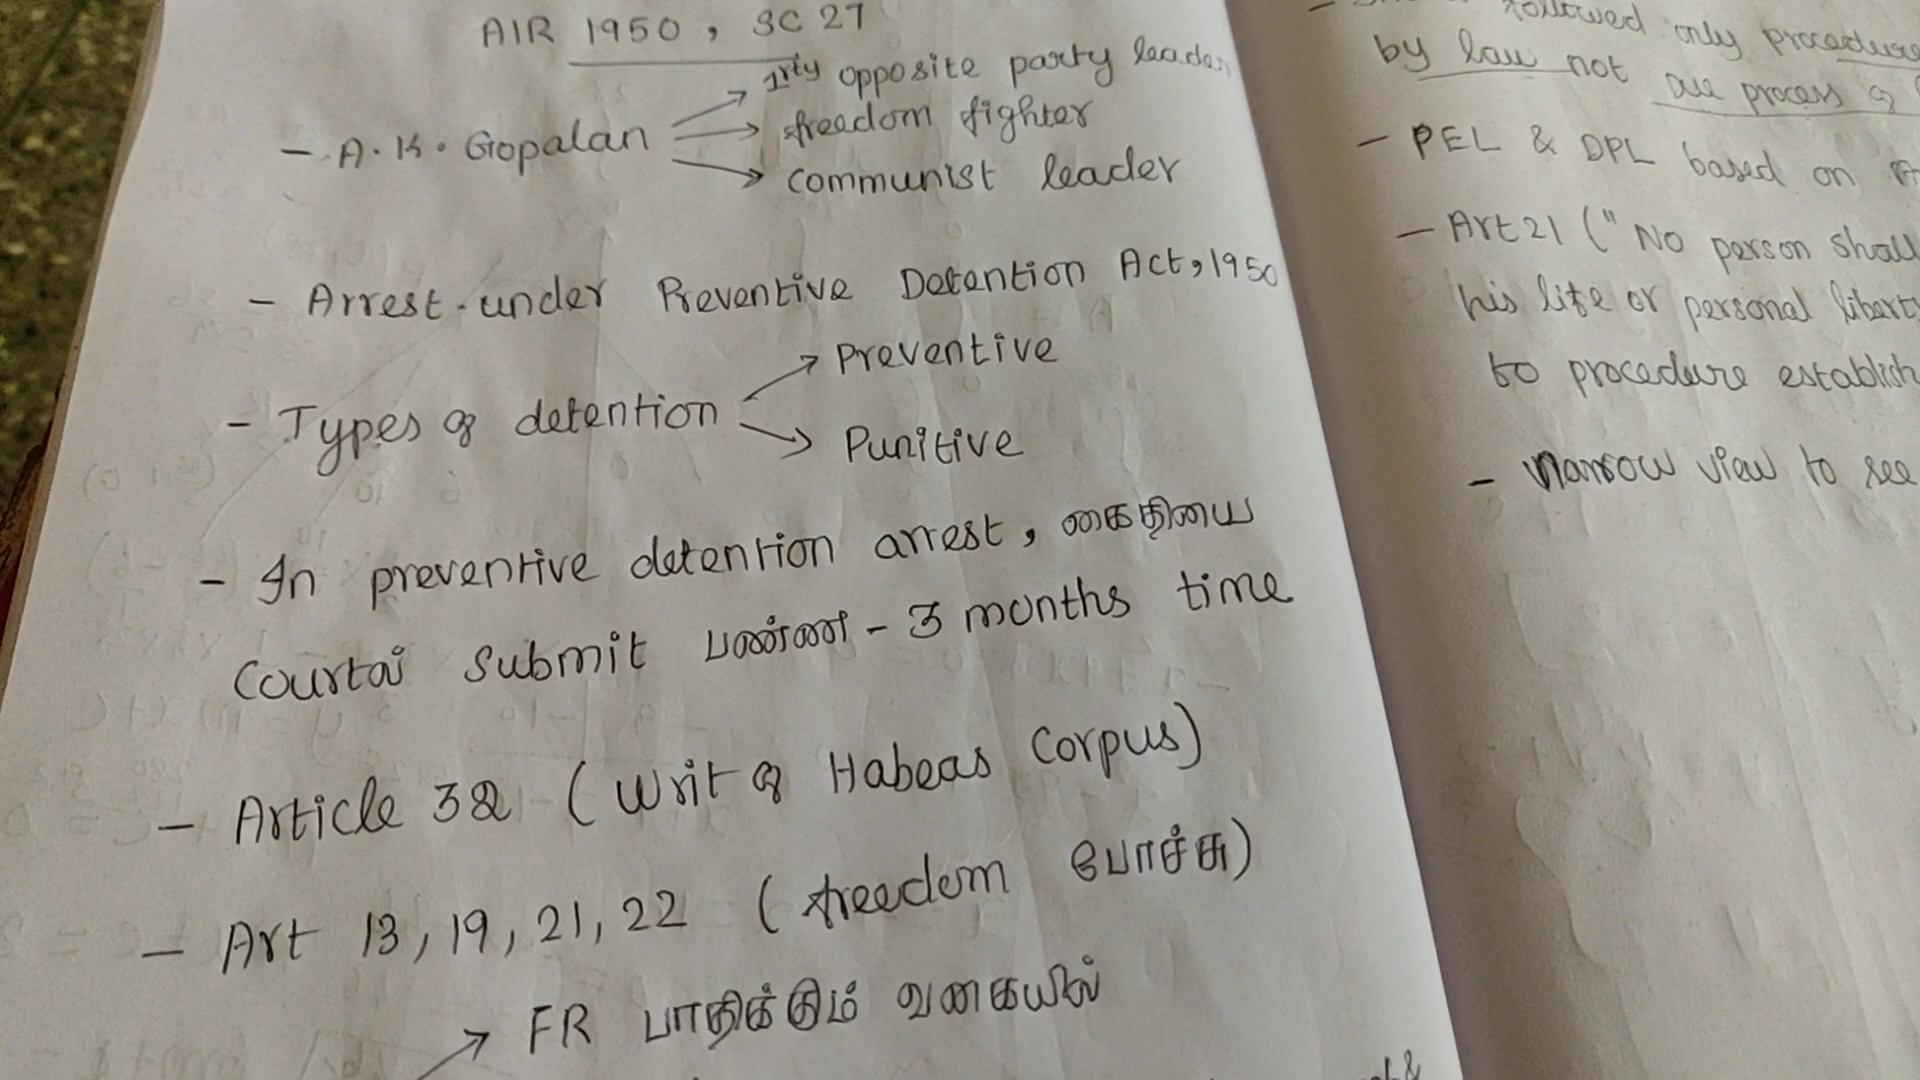 AIR 1950, SC 27
1rty opposite party leader
- A.K. Gopalan
freedom fighter
communist leader
- Arrest under Preventive Detention Act, 1950
Preventive
- Types of detention
Punitive
- In preventive detention arrest, கைதியை
Courtல் submit பண்ண - 3 months time
- Article 32 (Writ of Habeas Corpus)
- Art 13, 19, 21, 22 (freedom போச்சு)
FR பாதிக்கும் வகையில்
followed only procedure
by law not due process of
- PEL & DPL based on
- Art 21 ("No person shall
his life or personal liberty
to procedure establish
- Narrow view to see